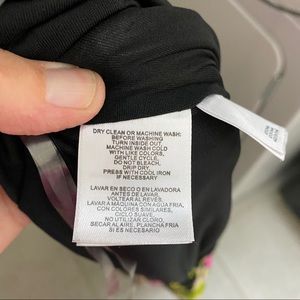 DRY CLEAN OR MACHINE WASH:
BEFORE WASHING
TURN INSIDE OUT.
MACHINE WASH COLD
WITH LIKE COLORS,
GENTLE CYCLE,
DO NOT BLEACH,
DRIP DRY
PRESS WITH COOL IRON
IF NECESSARY
LAVAR EN SECO O EN LAVADORA
ANTES DE LAVAR,
VOLTEAR AL REVES.
LAVAR A MAQUINA CON AGUA FRIA,
CON COLORES SIMILARES,
CICLO SUAVE
NO UTILIZAR CLORO,
SECAR AL AIRE, PLANCHA FRIA
SI ES NECESARIO